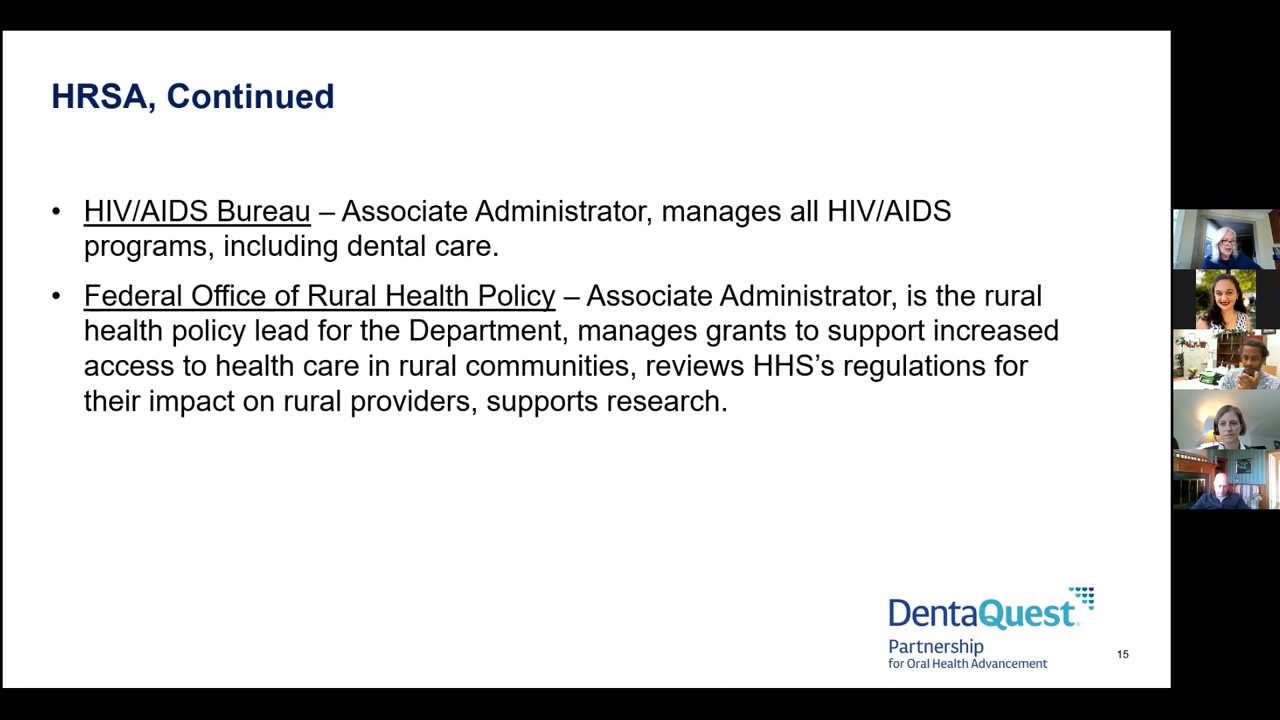 HRSA, Continued
• HIV/AIDS Bureau – Associate Administrator, manages all HIV/AIDS
programs, including dental care.
• Federal Office of Rural Health Policy – Associate Administrator, is the rural
health policy lead for the Department, manages grants to support increased
access to health care in rural communities, reviews HHS’s regulations for
their impact on rural providers, supports research.
DentaQuest®
Partnership
for Oral Health Advancement
15